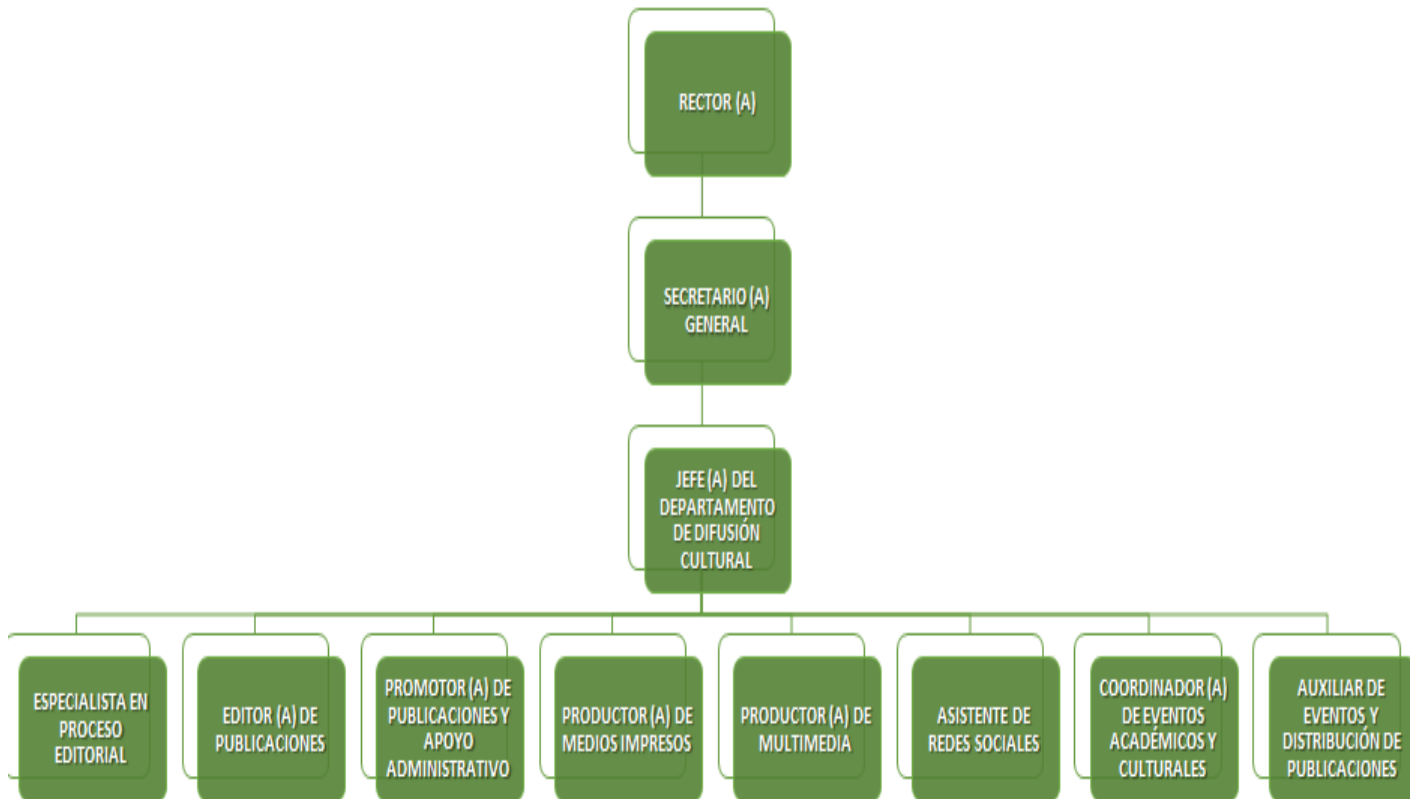 RECTOR (A)
SECRETARIO (A)
GENERAL
JEFE (A) DEL
DEPARTAMENTO
DE DIFUSIÓN
CULTURAL
ESPECIALISTA EN
PROCESO
EDITORIAL
EDITOR (A) DE
PUBLICACIONES
PROMOTOR (A) DE
PUBLICACIONES Y
APOYO
ADMINISTRATIVO
PRODUCTOR (A) DE
MEDIOS IMPRESOS
PRODUCTOR (A) DE
MULTIMEDIA
ASISTENTE DE
REDES SOCIALES
COORDINADOR (A)
DE EVENTOS
ACADÉMICOS Y
CULTURALES
AUXILIAR DE
EVENTOS Y
DISTRIBUCIÓN DE
PUBLICACIONES